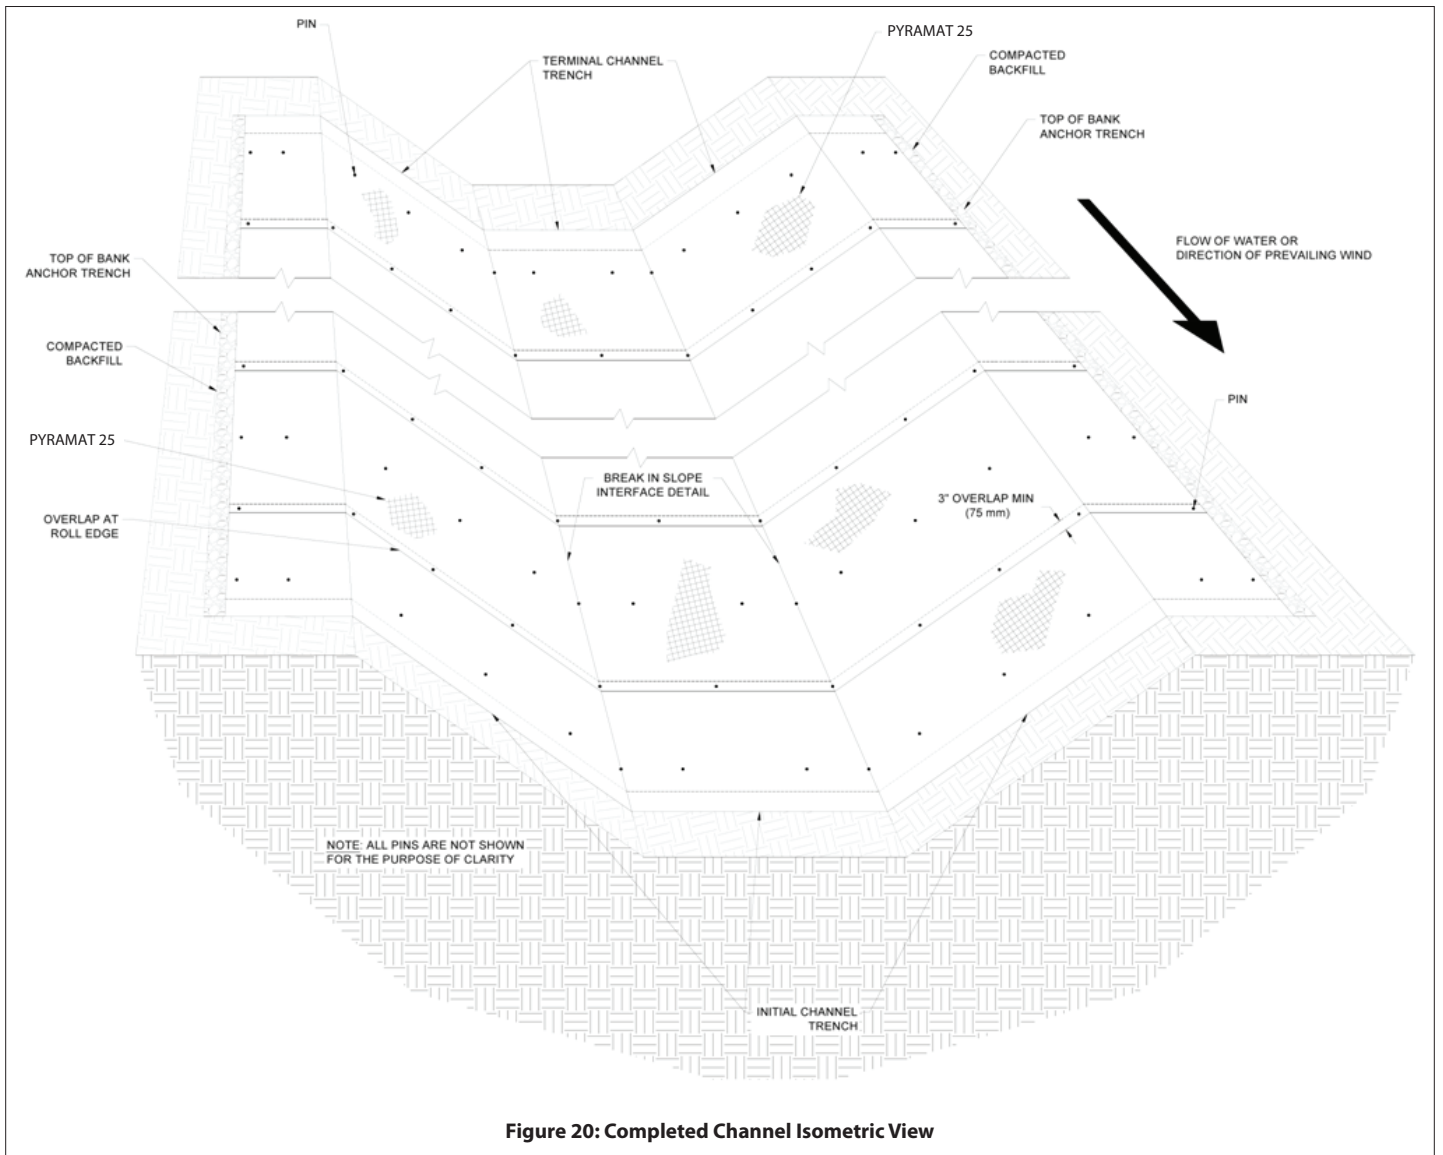 PIN
PYRAMAT 25
TERMINAL CHANNEL
TRENCH
COMPACTED
BACKFILL
TOP OF BANK
ANCHOR TRENCH
FLOW OF WATER OR
DIRECTION OF PREVAILING WIND
TOP OF BANK
ANCHOR TRENCH
COMPACTED
BACKFILL
PIN
PYRAMAT 25
BREAK IN SLOPE
INTERFACE DETAIL
3" OVERLAP MIN
(75 mm)
OVERLAP AT
ROLL EDGE
NOTE: ALL PINS ARE NOT SHOWN
FOR THE PURPOSE OF CLARITY
INITIAL CHANNEL
TRENCH
Figure 20: Completed Channel Isometric View